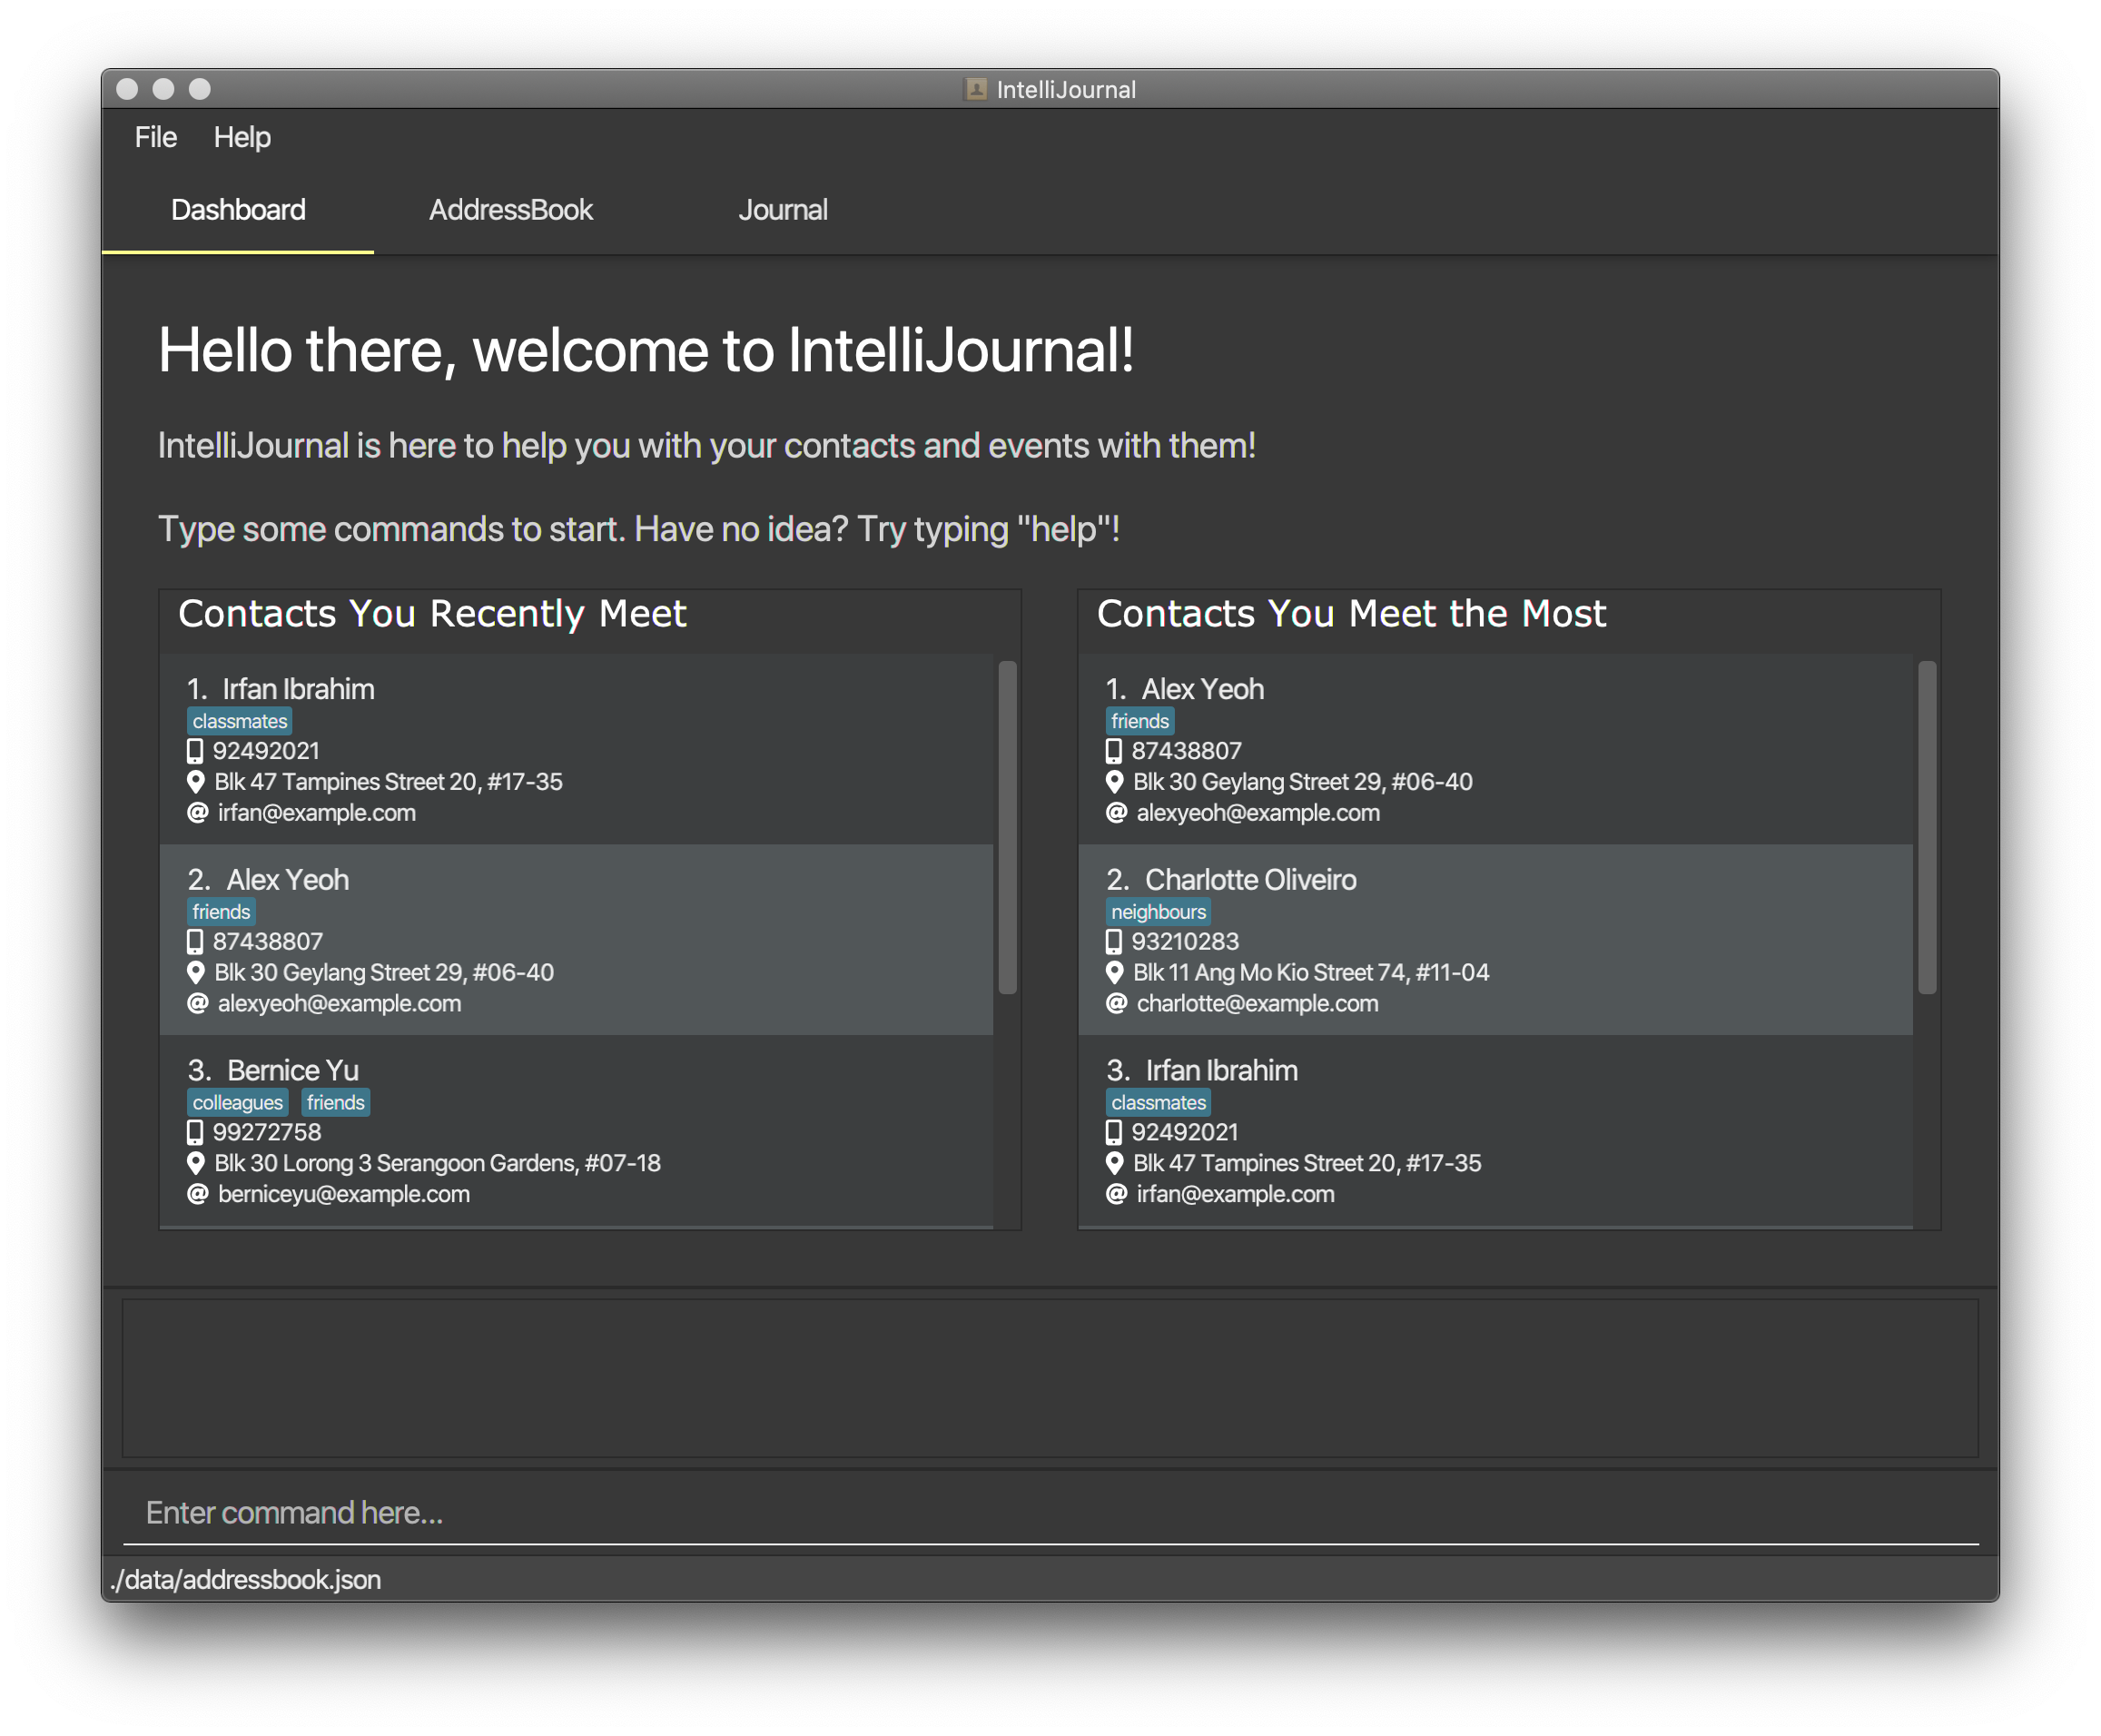 IntelliJournal
File Help
Dashboard AddressBook Journal
Hello there, welcome to IntelliJournal!
IntelliJournal is here to help you with your contacts and events with them!
Type some commands to start. Have no idea? Try typing "help"!
Contacts You Recently Meet
1. Irfan Ibrahim
classmates
92492021
Blk 47 Tampines Street 20, #17-35
@ irfan@example.com
2. Alex Yeoh
friends
87438807
Blk 30 Geylang Street 29, #06-40
@ alexyeoh@example.com
3. Bernice Yu
colleagues friends
99272758
Blk 30 Lorong 3 Serangoon Gardens, #07-18
@ berniceyu@example.com
Contacts You Meet the Most
1. Alex Yeoh
friends
87438807
Blk 30 Geylang Street 29, #06-40
@ alexyeoh@example.com
2. Charlotte Oliveiro
neighbours
93210283
Blk 11 Ang Mo Kio Street 74, #11-04
@ charlotte@example.com
3. Irfan Ibrahim
classmates
92492021
Blk 47 Tampines Street 20, #17-35
@ irfan@example.com
Enter command here...
./data/addressbook.json